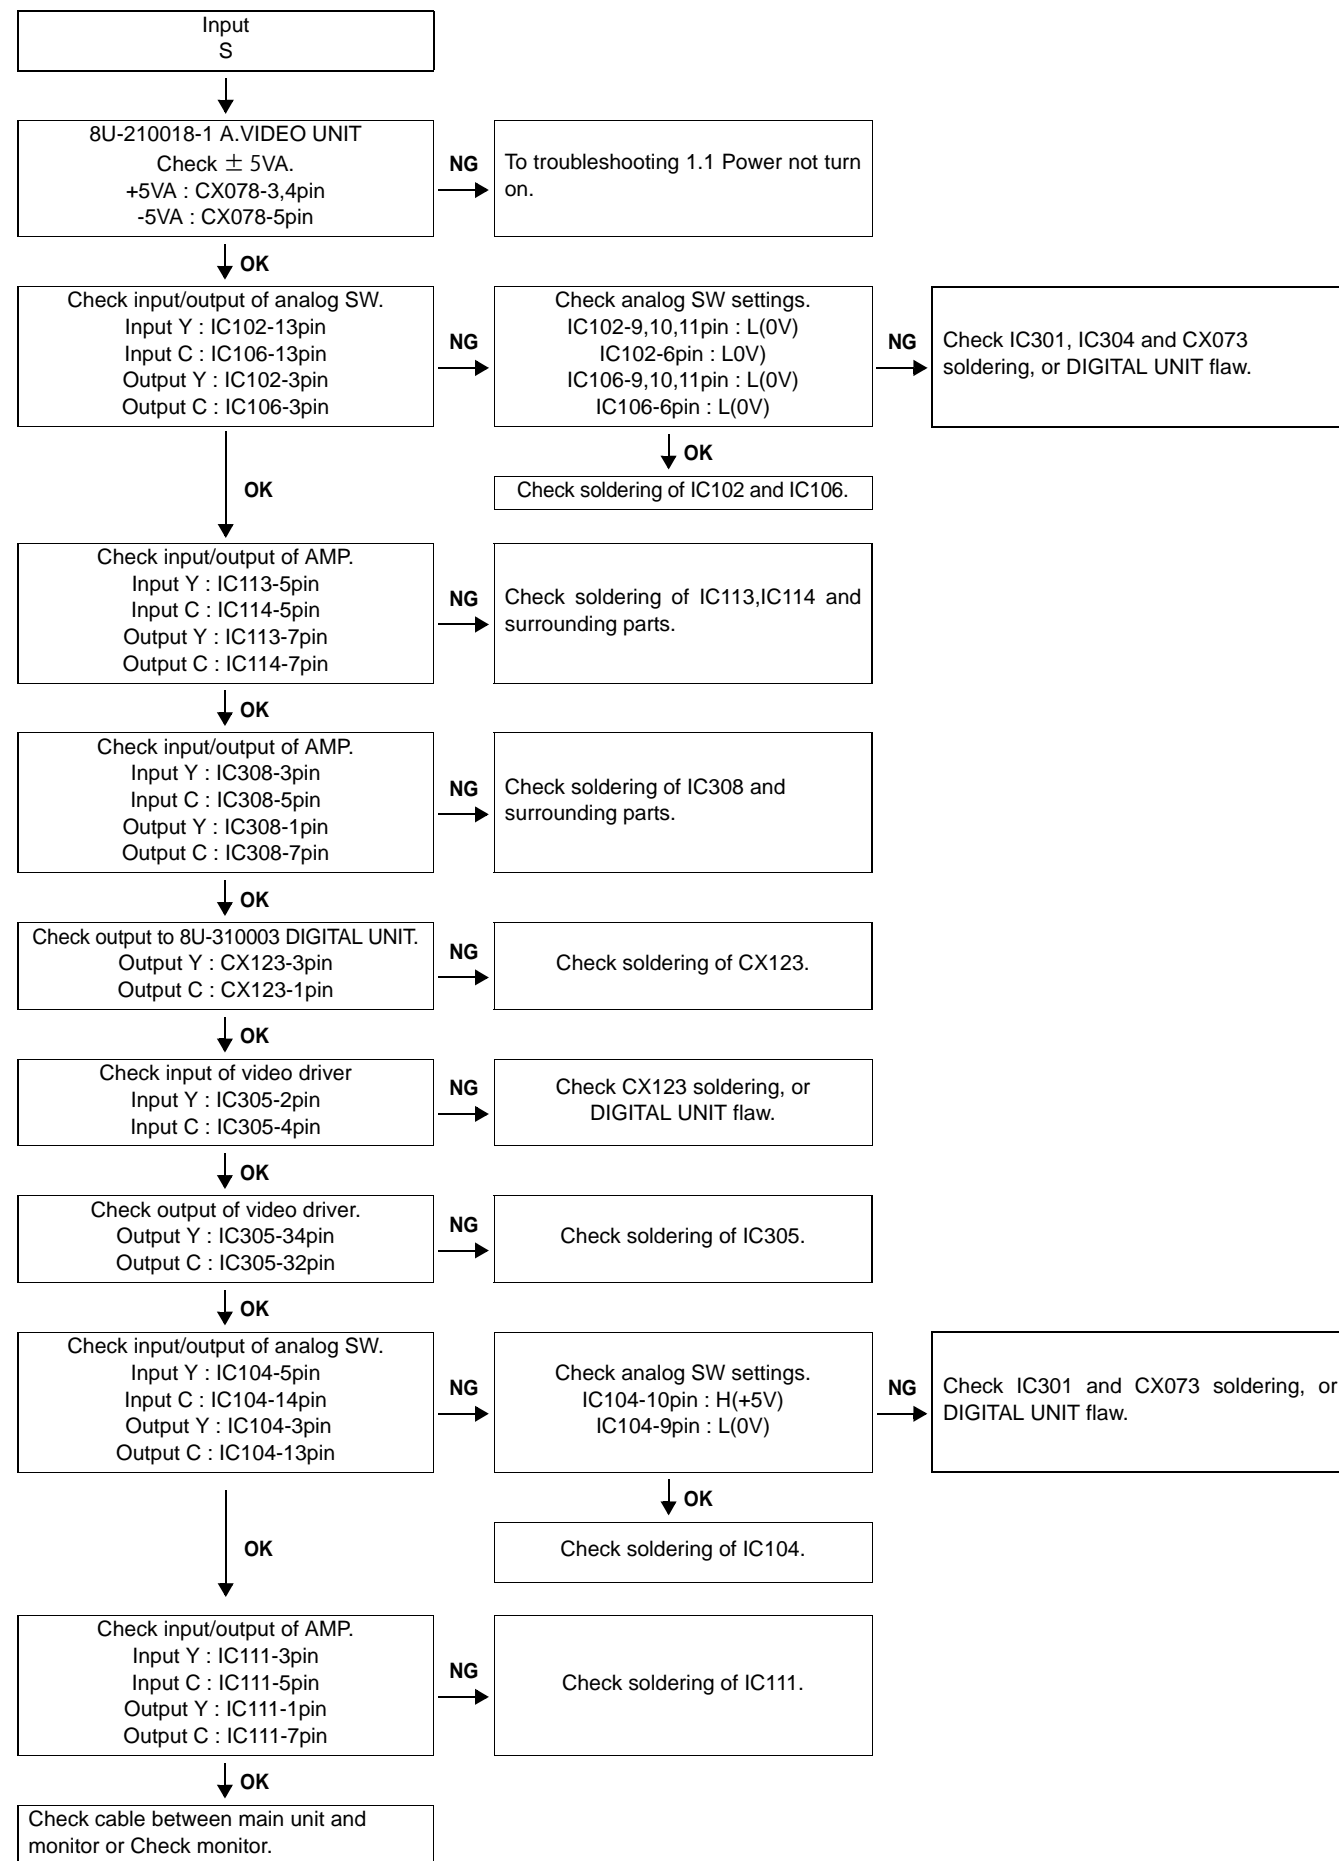 Input
S
8U-210018-1 A.VIDEO UNIT
Check ± 5VA.
+5VA : CX078-3,4pin
-5VA : CX078-5pin
NG
To troubleshooting 1.1 Power not turn
on.
OK
Check input/output of analog SW.
Input Y : IC102-13pin
Input C : IC106-13pin
Output Y : IC102-3pin
Output C : IC106-3pin
NG
Check analog SW settings.
IC102-9,10,11pin : L(0V)
IC102-6pin : L0V)
IC106-9,10,11pin : L(0V)
IC106-6pin : L(0V)
NG
Check IC301, IC304 and CX073
soldering, or DIGITAL UNIT flaw.
OK
Check soldering of IC102 and IC106.
OK
Check input/output of AMP.
Input Y : IC113-5pin
Input C : IC114-5pin
Output Y : IC113-7pin
Output C : IC114-7pin
NG
Check soldering of IC113,IC114 and
surrounding parts.
OK
Check input/output of AMP.
Input Y : IC308-3pin
Input C : IC308-5pin
Output Y : IC308-1pin
Output C : IC308-7pin
NG
Check soldering of IC308 and
surrounding parts.
OK
Check output to 8U-310003 DIGITAL UNIT.
Output Y : CX123-3pin
Output C : CX123-1pin
NG
Check soldering of CX123.
OK
Check input of video driver
Input Y : IC305-2pin
Input C : IC305-4pin
NG
Check CX123 soldering, or
DIGITAL UNIT flaw.
OK
Check output of video driver.
Output Y : IC305-34pin
Output C : IC305-32pin
NG
Check soldering of IC305.
OK
Check input/output of analog SW.
Input Y : IC104-5pin
Input C : IC104-14pin
Output Y : IC104-3pin
Output C : IC104-13pin
NG
Check analog SW settings.
IC104-10pin : H(+5V)
IC104-9pin : L(0V)
NG
Check IC301 and CX073 soldering, or
DIGITAL UNIT flaw.
OK
Check soldering of IC104.
OK
Check input/output of AMP.
Input Y : IC111-3pin
Input C : IC111-5pin
Output Y : IC111-1pin
Output C : IC111-7pin
NG
Check soldering of IC111.
OK
Check cable between main unit and
monitor or Check monitor.